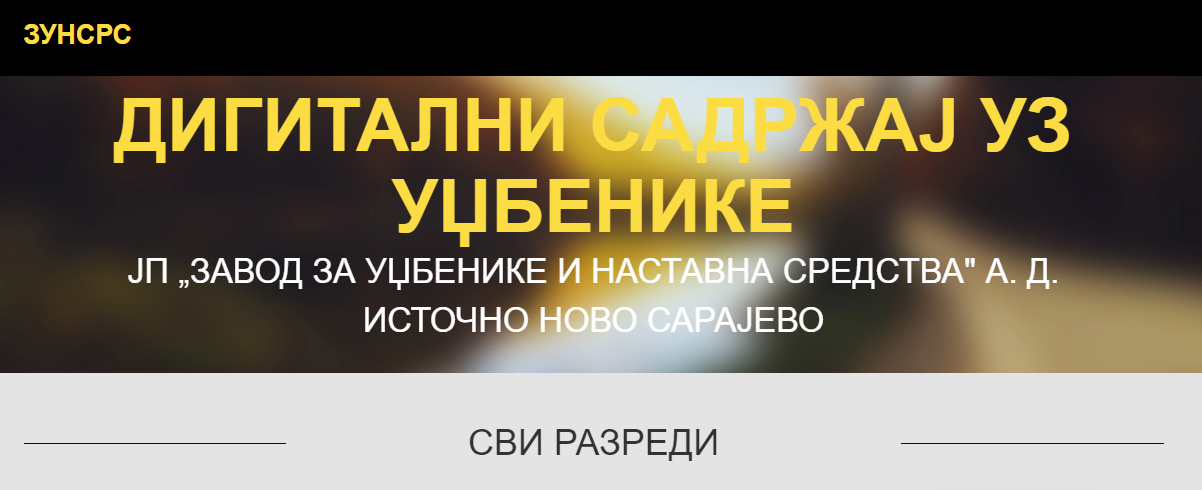 ЗУНСРС
ДИГИТАЛНИ САДРЖАЈ УЗ
УЏБЕНИКЕ
ЈП „ЗАВОД ЗА УЏБЕНИКЕ И НАСТАВНА СРЕДСТВА" А. Д.
ИСТОЧНО НОВО САРАЈЕВО
СВИ РАЗРЕДИ